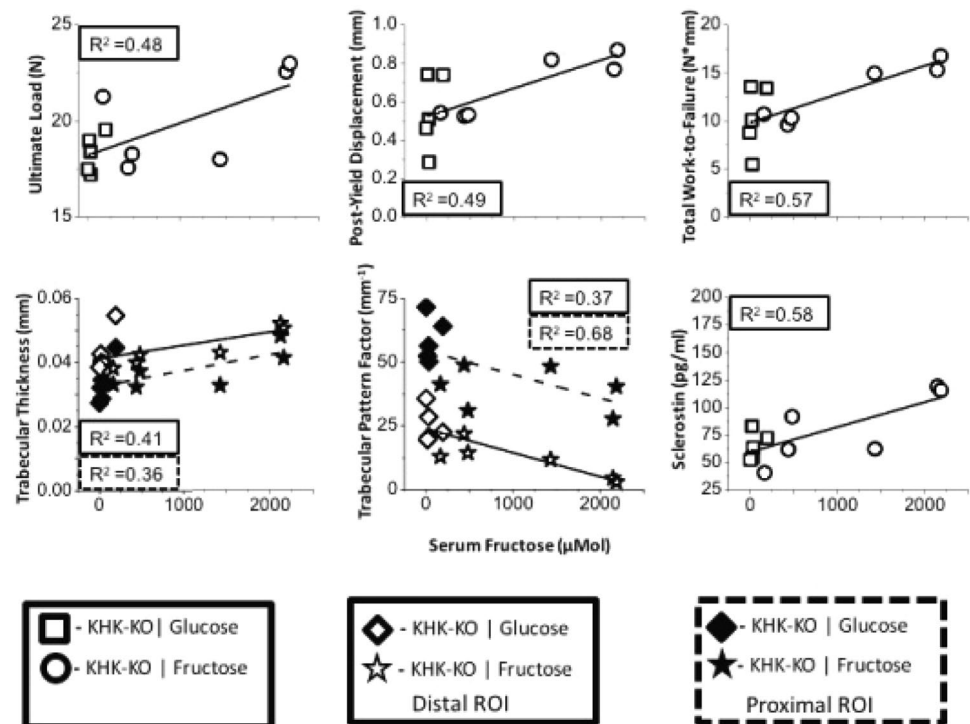 Ultimate Load (N)
25
20
15
R² =0.48
Post-Yield Displacement (mm)
1.0
0.8
0.6
0.4
0.2
0.0
R² =0.49
Total Work-to-Failure (N*mm)
20
15
10
5
0
R² =0.57
Trabecular Thickness (mm)
0.06
0.04
0.02
0.00
R² =0.41
R² =0.36
0 1000 2000
Trabecular Pattern Factor (mm⁻¹)
75
50
25
0
R² =0.37
R² =0.68
0 1000 2000
Sclerostin (pg/ml)
200
175
150
125
100
75
50
25
R² =0.58
0 1000 2000
Serum Fructose (µMol)
- KHK-KO | Glucose
- KHK-KO | Fructose
- KHK-KO | Glucose
- KHK-KO | Fructose
Distal ROI
- KHK-KO | Glucose
- KHK-KO | Fructose
Proximal ROI